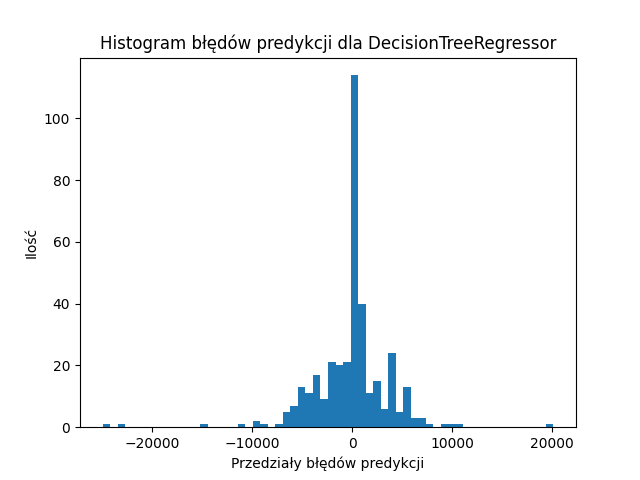 Histogram błędów predykcji dla DecisionTreeRegressor
100
80
60
40
20
0
Ilość
−20000 −10000 0 10000 20000
Przedziały błędów predykcji